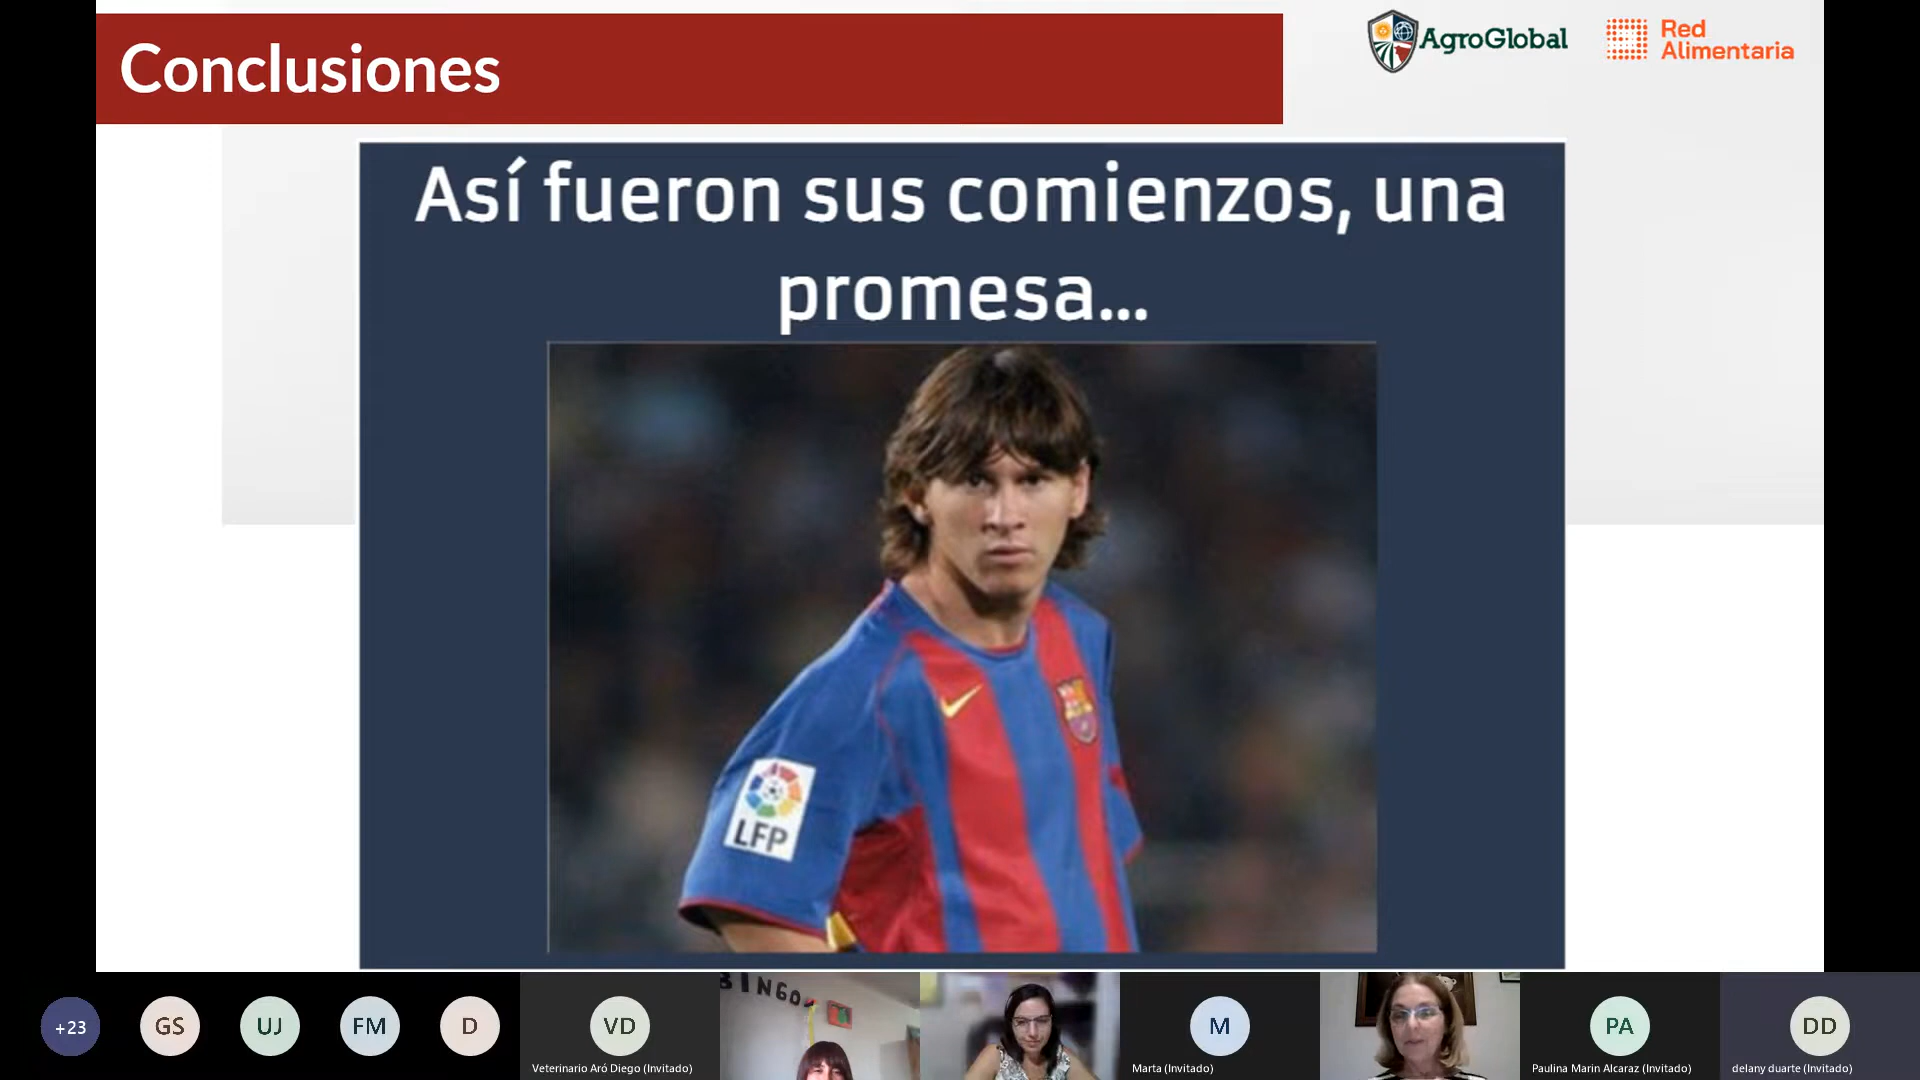 Conclusiones
AgroGlobal
Red
Alimentaria
Así fueron sus comienzos, una
promesa...
LFP
BINGO
+23
GS
UJ
FM
D
VD
M
PA
DD
Veterinario Aró Diego (Invitado)
Marta (Invitado)
Paulina Marin Alcaraz (Invitado)
delany duarte (Invitado)